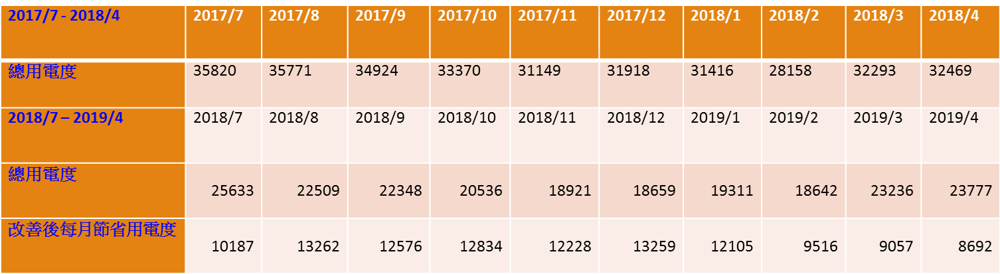 2017/7 - 2018/4 2017/7 2017/8 2017/9 2017/10 2017/11 2017/12 2018/1 2018/2 2018/3 2018/4
總用電度 35820 35771 34924 33370 31149 31918 31416 28158 32293 32469
2018/7 – 2019/4 2018/7 2018/8 2018/9 2018/10 2018/11 2018/12 2019/1 2019/2 2019/3 2019/4
總用電度 25633 22509 22348 20536 18921 18659 19311 18642 23236 23777
改善後每月節省用電度 10187 13262 12576 12834 12228 13259 12105 9516 9057 8692